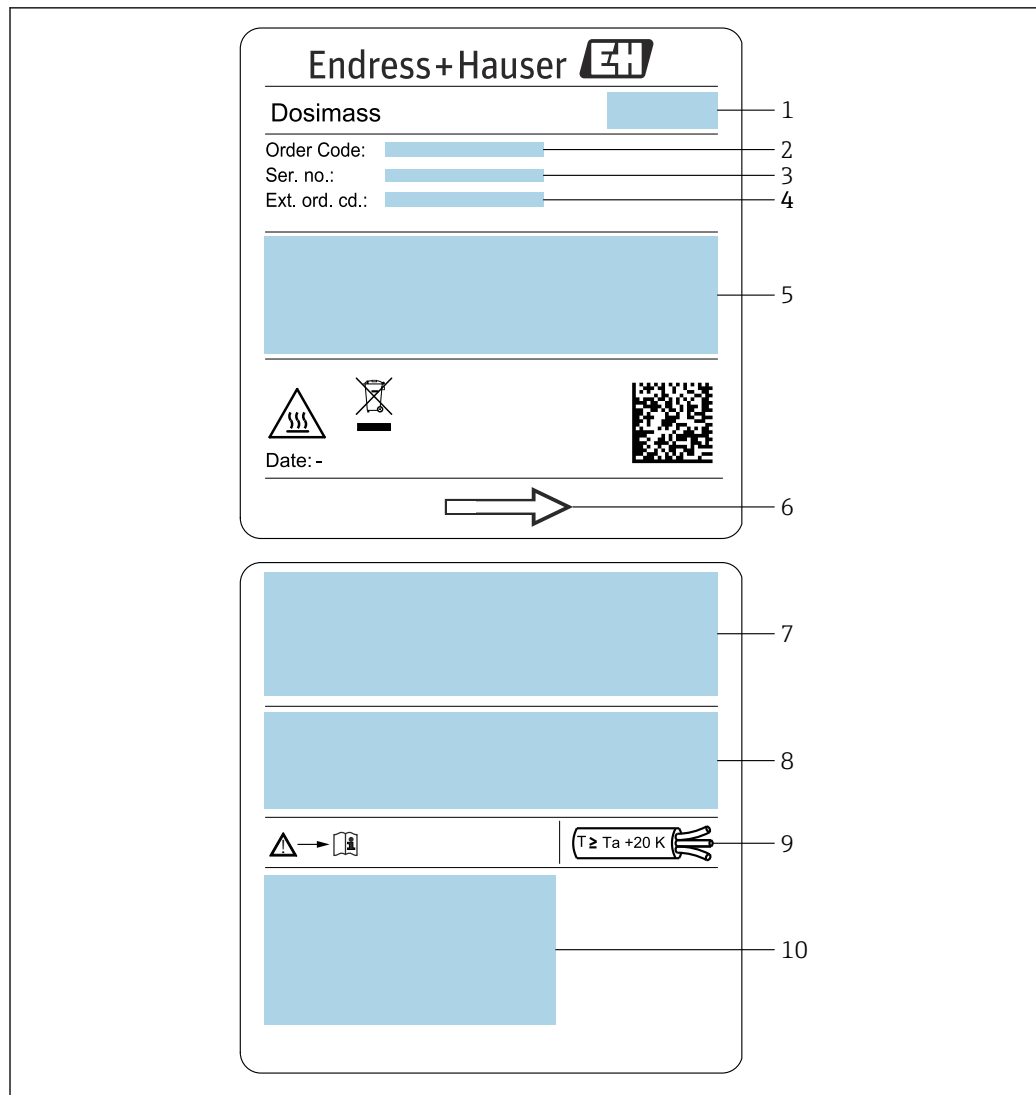 Endress+Hauser EH
Dosimass
1
Order Code:
2
Ser. no.:
3
Ext. ord. cd.:
4
5
Date: -
6
7
8
T ≥ Ta +20 K
9
10